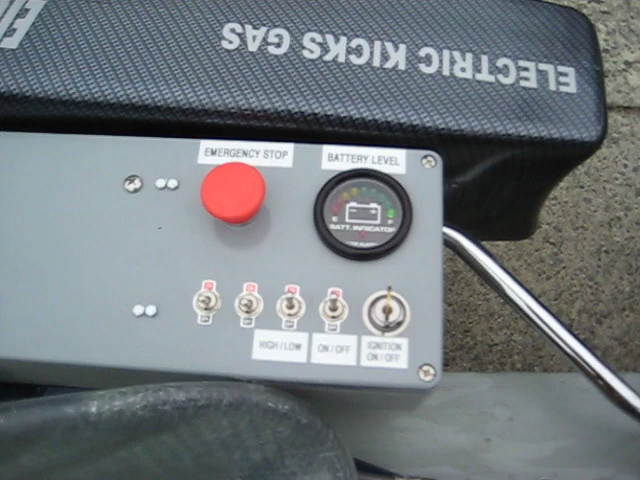 ELECTRIC KICKS GAS
EMERGENCY STOP
BATTERY LEVEL
E F
BATT. INDICATOR
HIGH / LOW
ON / OFF
IGNITION
ON / OFF